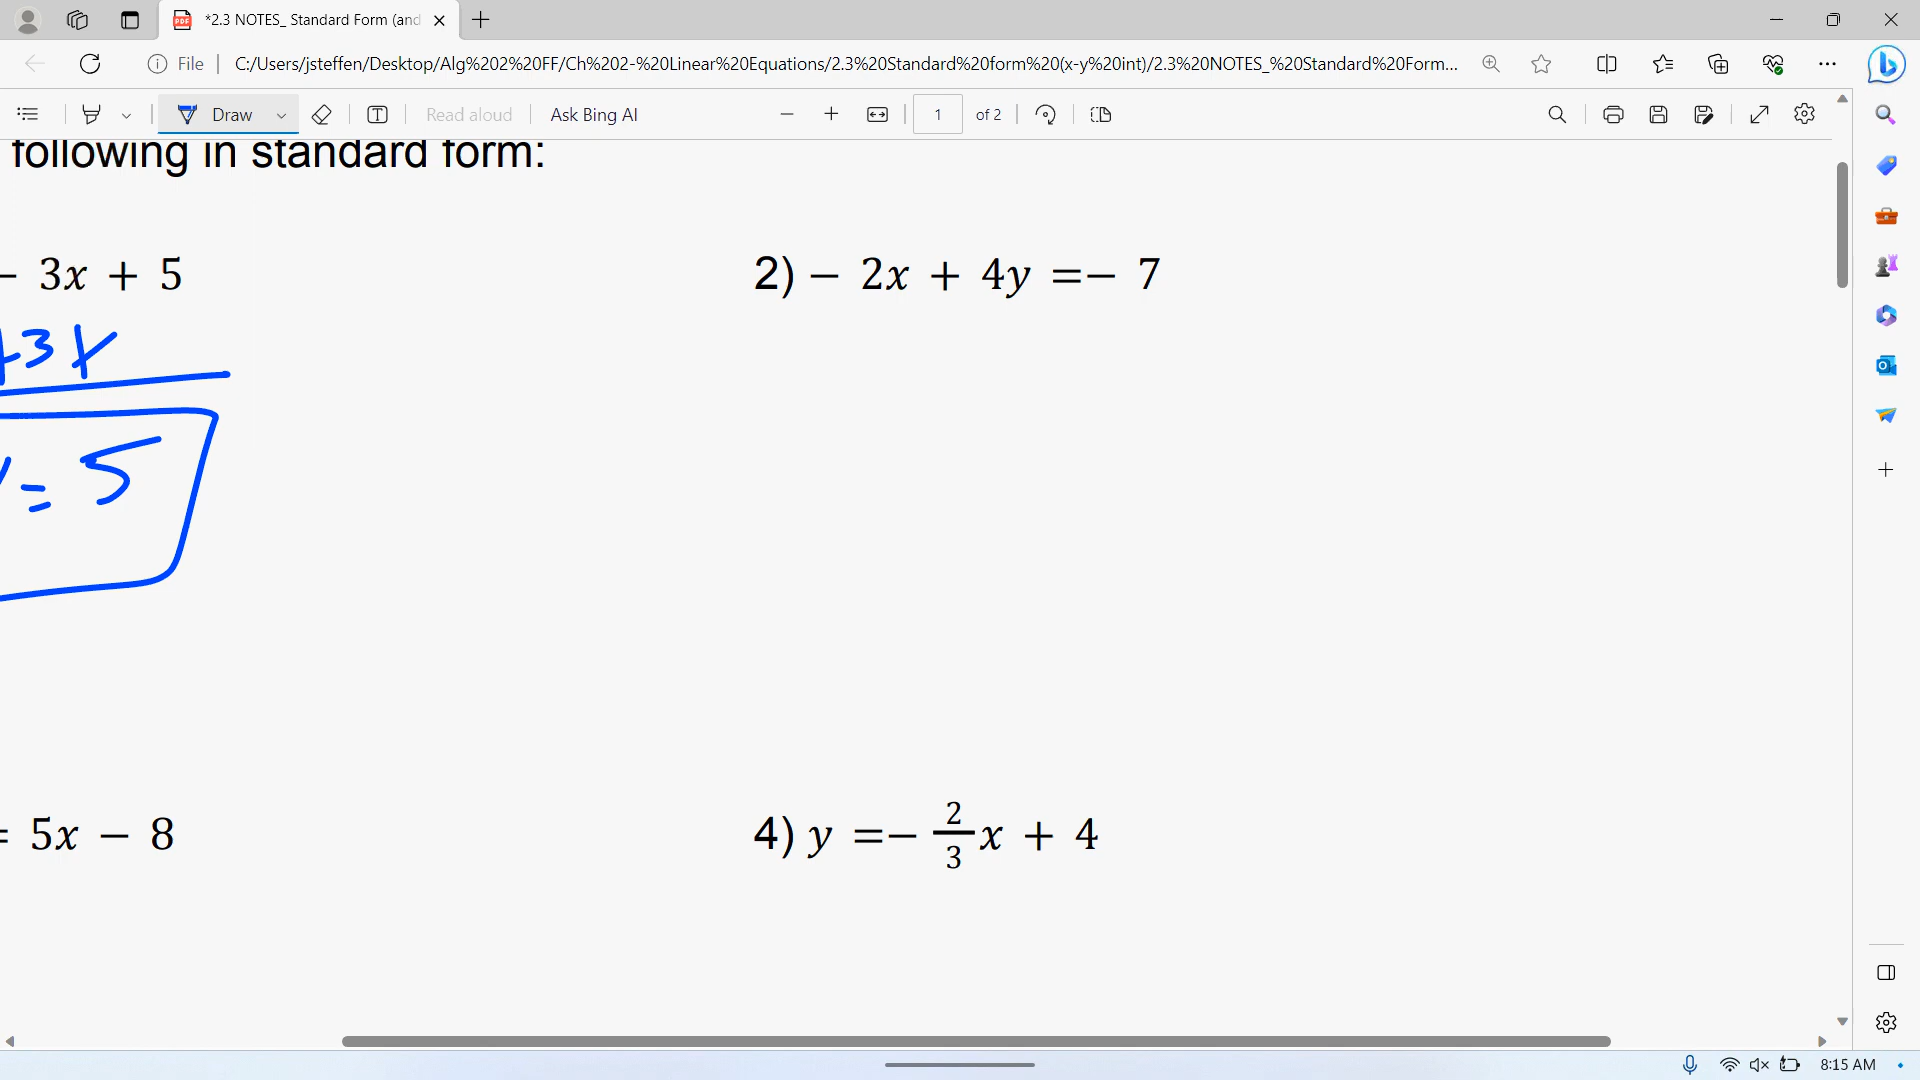 *2.3 NOTES_ Standard Form (and
File
C:/Users/jsteffen/Desktop/Alg%202%20FF/Ch%202-%20Linear%20Equations/2.3%20Standard%20form%20(x-y%20int)/2.3%20NOTES_%20Standard%20Form...
Draw
Read aloud
Ask Bing AI
1 of 2
following in standard form:
− 3x + 5
2) − 2x + 4y =− 7
+3x
= 5
= 5x − 8
4) y =− 2/3 x + 4
8:15 AM